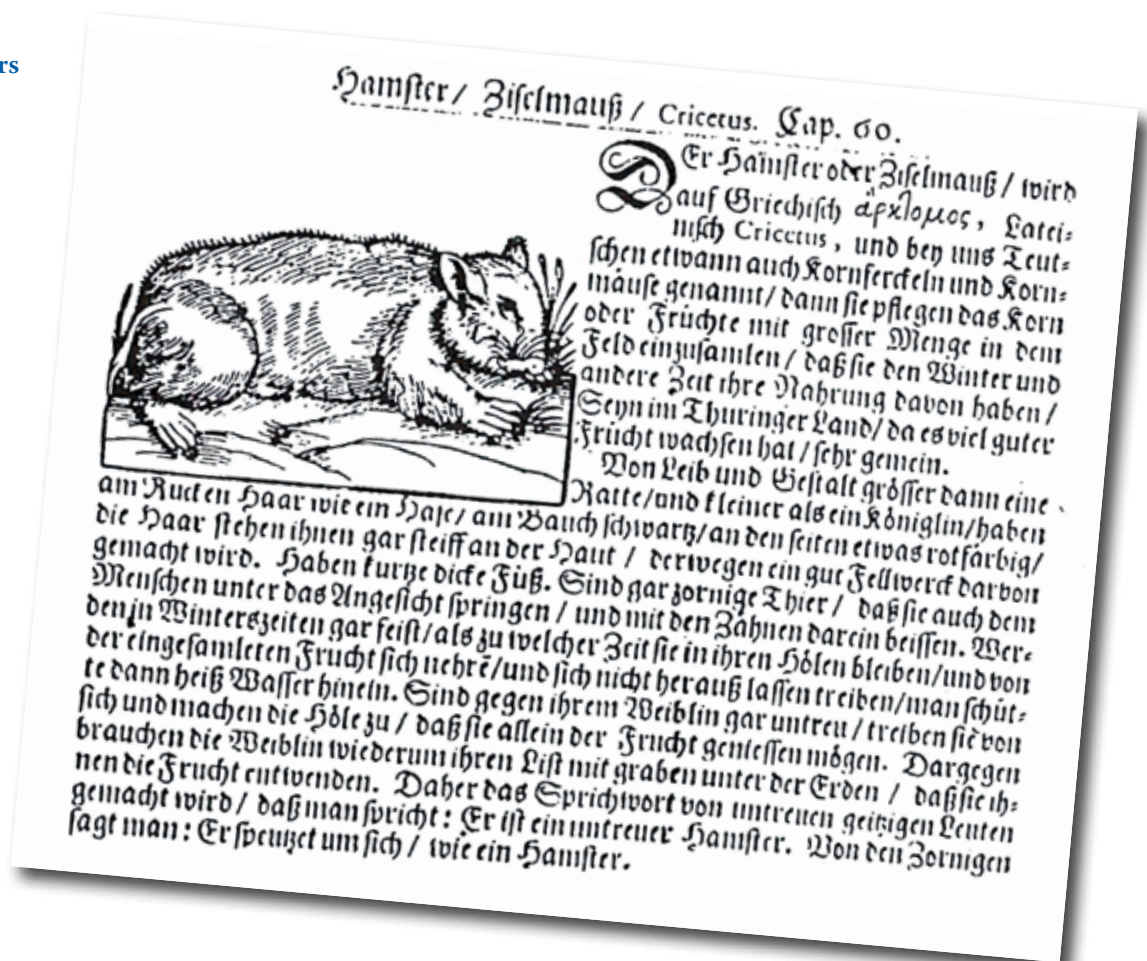 rs
Hamſter / Ziſelmauß / Cricetus. Cap. 60.
DEr Hamſter oder Ziſelmauß / wird
auf Griechiſch ἄρκτομος, Latei⸗
niſch Cricetus, und bey uns Teut⸗
ſchen etwann auch Kornferckeln und Korn⸗
mäuſe genannt / dann ſie pflegen das Korn
oder Früchte mit groſſer Menge in dem
Feld einzuſamlen / daß ſie den Winter und
andere Zeit ihre Nahrung davon haben /
Seyn im Thuringer Land / da es viel guter
Frucht wachſen hat / ſehr gemein.
Von Leib und Geſtalt gröſſer dann eine
Ratte / und kleiner als ein Königlin / haben
am Rucken Haar wie ein Haſe / am Bauch ſchwartz / an den ſeiten etwas rotfärbig /
die Haar ſtehen ihnen gar ſteiff an der Haut / derwegen ein gut Fellwerck darvon
gemacht wird. Haben kurtze dicke Füß. Sind gar zornige Thier / daß ſie auch dem
Menſchen unter das Angeſicht ſpringen / und mit den Zähnen darein beiſſen. Wer⸗
den jn Winterszeiten gar feiſt / als zu welcher Zeit ſie in ihren Hölen bleiben / und von
der eingeſamleten Frucht ſich nehrē / und ſich nicht herauß laſſen treiben / man ſchüt⸗
te dann heiß Waſſer hinein. Sind gegen ihrem Weiblin gar untreu / treiben ſie von
ſich und machen die Höle zu / daß ſie allein der Frucht genieſſen mögen. Dargegen
brauchen die Weiblin wiederum ihren Liſt mit graben unter der Erden / daß ſie ih⸗
nen die Frucht entwenden. Daher das Sprichwort von untreuen geitzigen Leuten
gemacht wird / daß man ſpricht : Er iſt ein untreuer Hamſter. Von den Zornigen
ſagt man : Er ſpeutzet um ſich / wie ein Hamſter.